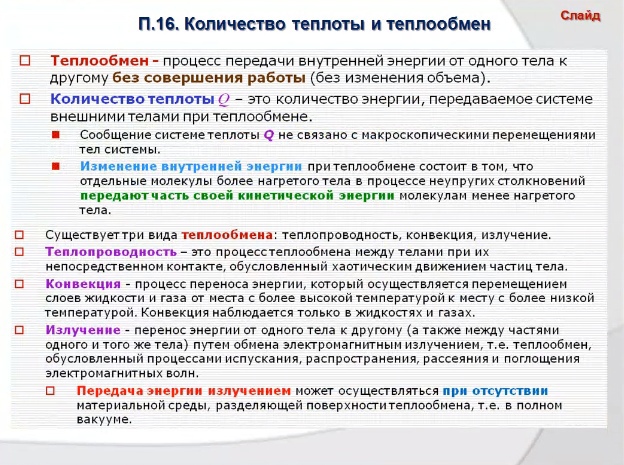 Слайд
П.16. Количество теплоты и теплообмен
Теплообмен - процесс передачи внутренней энергии от одного тела к
другому без совершения работы (без изменения объема).
Количество теплоты Q – это количество энергии, передаваемое системе
внешними телами при теплообмене.
Сообщение системе теплоты Q не связано с макроскопическими перемещениями
тел системы.
Изменение внутренней энергии при теплообмене состоит в том, что
отдельные молекулы более нагретого тела в процессе неупругих столкновений
передают часть своей кинетической энергии молекулам менее нагретого
тела.
Существует три вида теплообмена: теплопроводность, конвекция, излучение.
Теплопроводность – это процесс теплообмена между телами при их
непосредственном контакте, обусловленный хаотическим движением частиц тела.
Конвекция - процесс переноса энергии, который осуществляется перемещением
слоев жидкости и газа от места с более высокой температурой к месту с более низкой
температурой. Конвекция наблюдается только в жидкостях и газах.
Излучение - перенос энергии от одного тела к другому (а также между частями
одного и того же тела) путем обмена электромагнитным излучением, т.е. теплообмен,
обусловленный процессами испускания, распространения, рассеяния и поглощения
электромагнитных волн.
Передача энергии излучением может осуществляться при отсутствии
материальной среды, разделяющей поверхности теплообмена, т.е. в полном
вакууме.